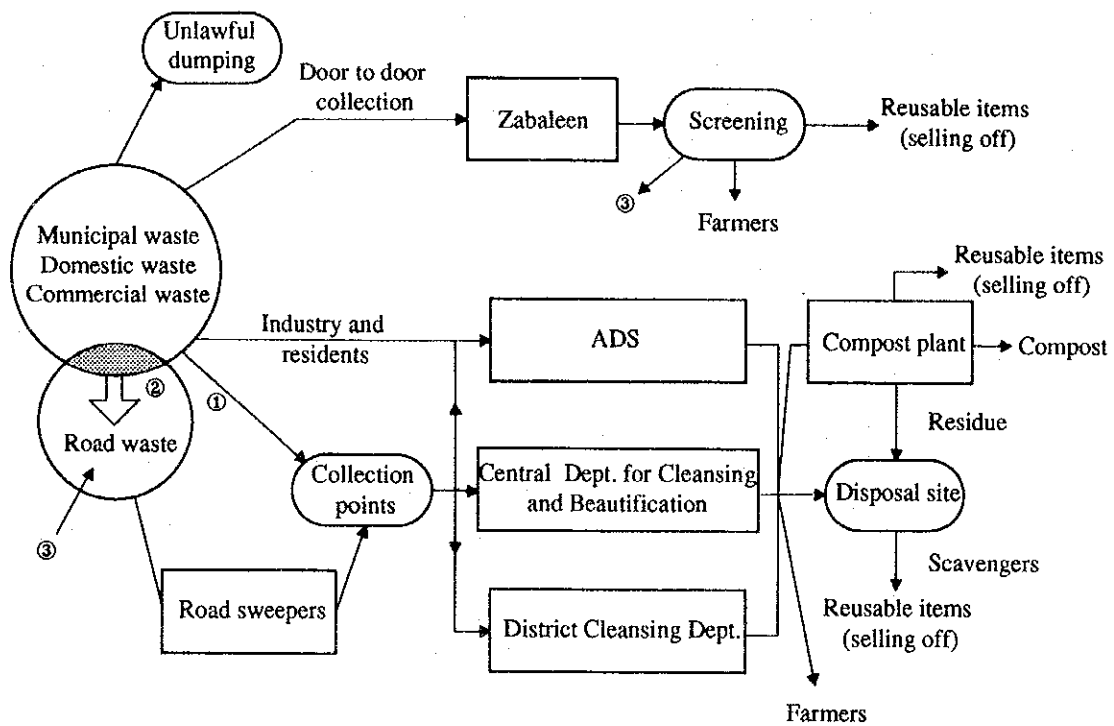 Unlawful
dumping
Door to door
collection
Zabaleen
Screening
Reusable items
(selling off)
③
Farmers
Municipal waste
Domestic waste
Commercial waste
Reusable items
(selling off)
Industry and
residents
ADS
Compost plant
Compost
②
①
Road waste
Residue
Collection
points
Central Dept. for Cleansing
and Beautification
Disposal site
③
Scavengers
Road sweepers
District Cleansing Dept.
Reusable items
(selling off)
Farmers